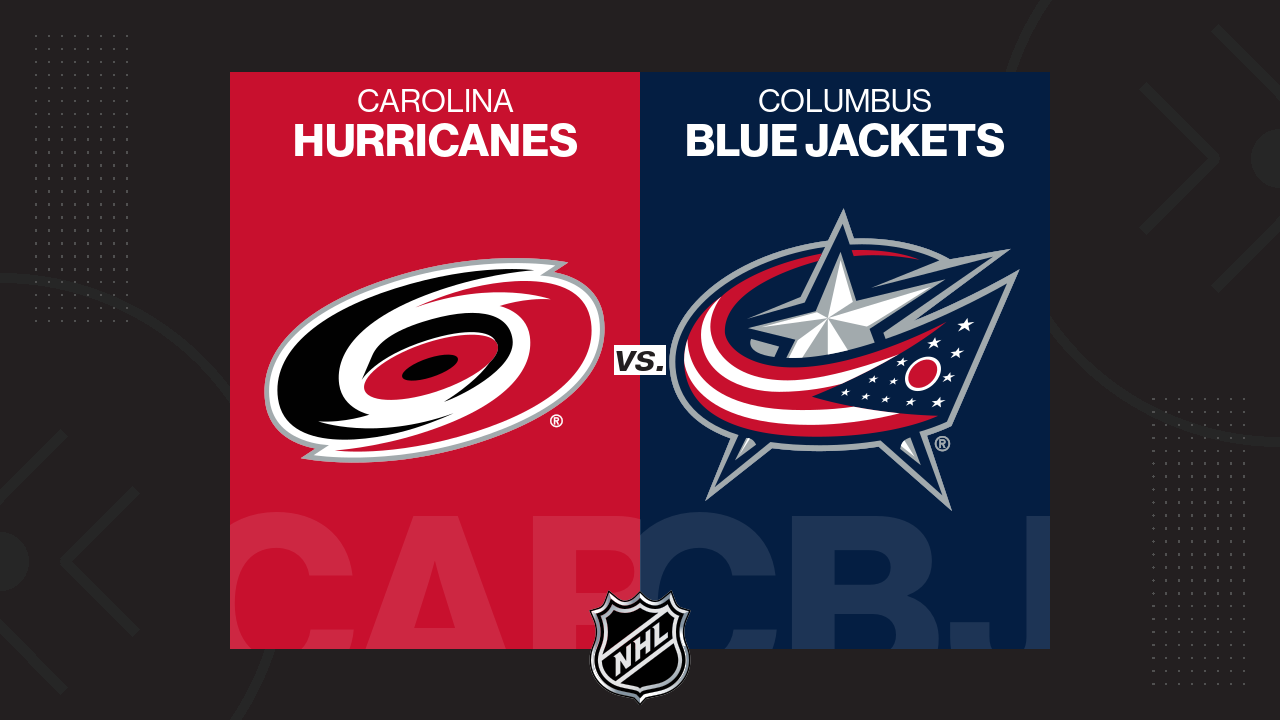 CAROLINA
HURRICANES
COLUMBUS
BLUE JACKETS
VS.
®
®
CAR
CBJ
NHL